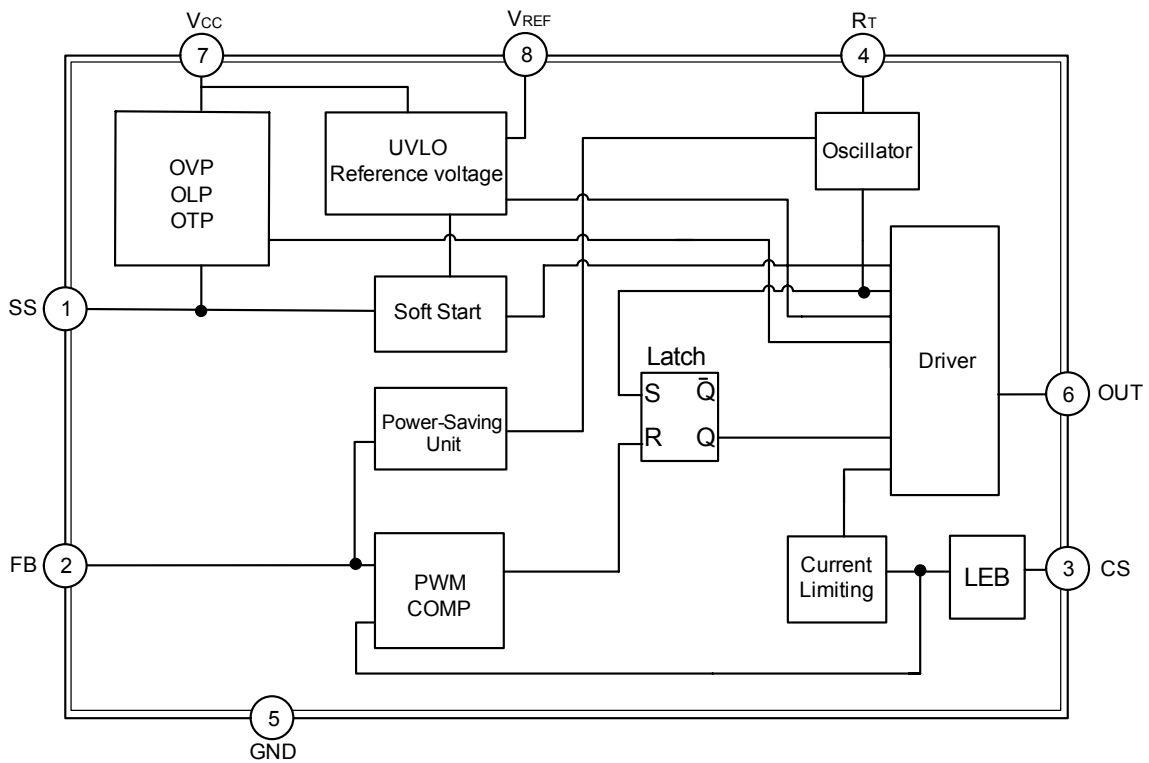 VCC
VREF
RT
7
8
4
OVP
OLP
OTP
UVLO
Reference voltage
Oscillator
SS
1
Soft Start
Driver
Latch
S Q̄
R Q
Power-Saving
Unit
6
OUT
FB
2
PWM
COMP
Current
Limiting
LEB
3
CS
5
GND